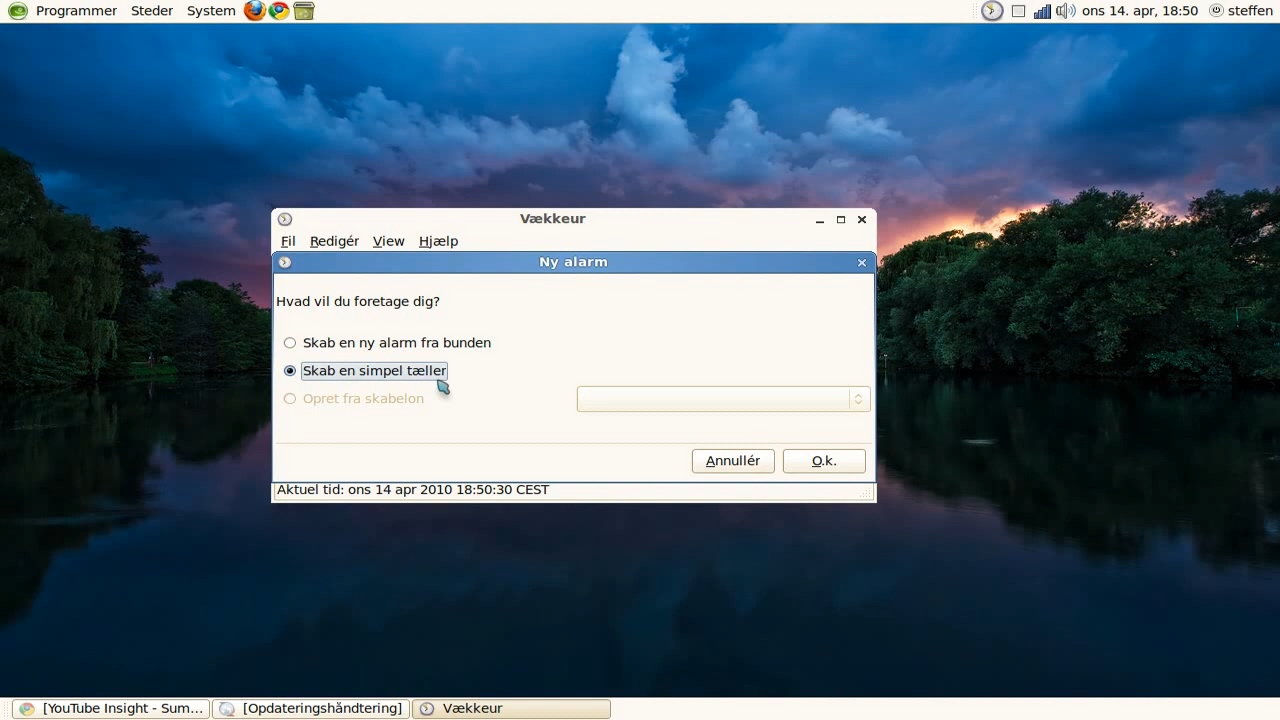 Programmer Steder System ons 14. apr, 18:50 steffen
Vækkeur
Fil Redigér View Hjælp
Ny alarm
Hvad vil du foretage dig?
Skab en ny alarm fra bunden
Skab en simpel tæller
Opret fra skabelon
Annullér O.k.
Aktuel tid: ons 14 apr 2010 18:50:30 CEST
[YouTube Insight - Sum... [Opdateringshåndtering] Vækkeur